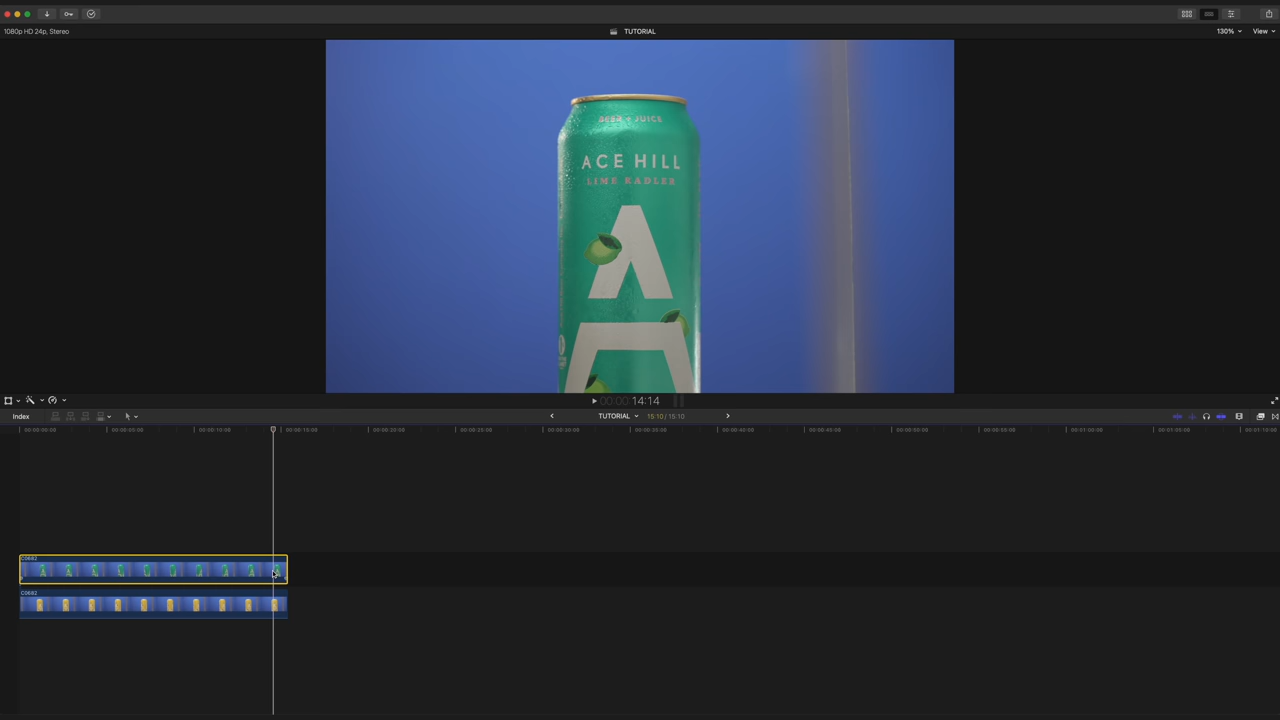 1080p HD 24p, Stereo
TUTORIAL
130%
View
BEER + JUICE
ACE HILL
LIME RADLER
A
00:00:00 14:14
Index
TUTORIAL
15:10 / 15:10
00:00:00:00
00:00:05:00
00:00:10:00
00:00:15:00
00:00:20:00
00:00:25:00
00:00:30:00
00:00:35:00
00:00:40:00
00:00:45:00
00:00:50:00
00:00:55:00
00:01:00:00
00:01:05:00
00:01:10:00
C0682
C0682